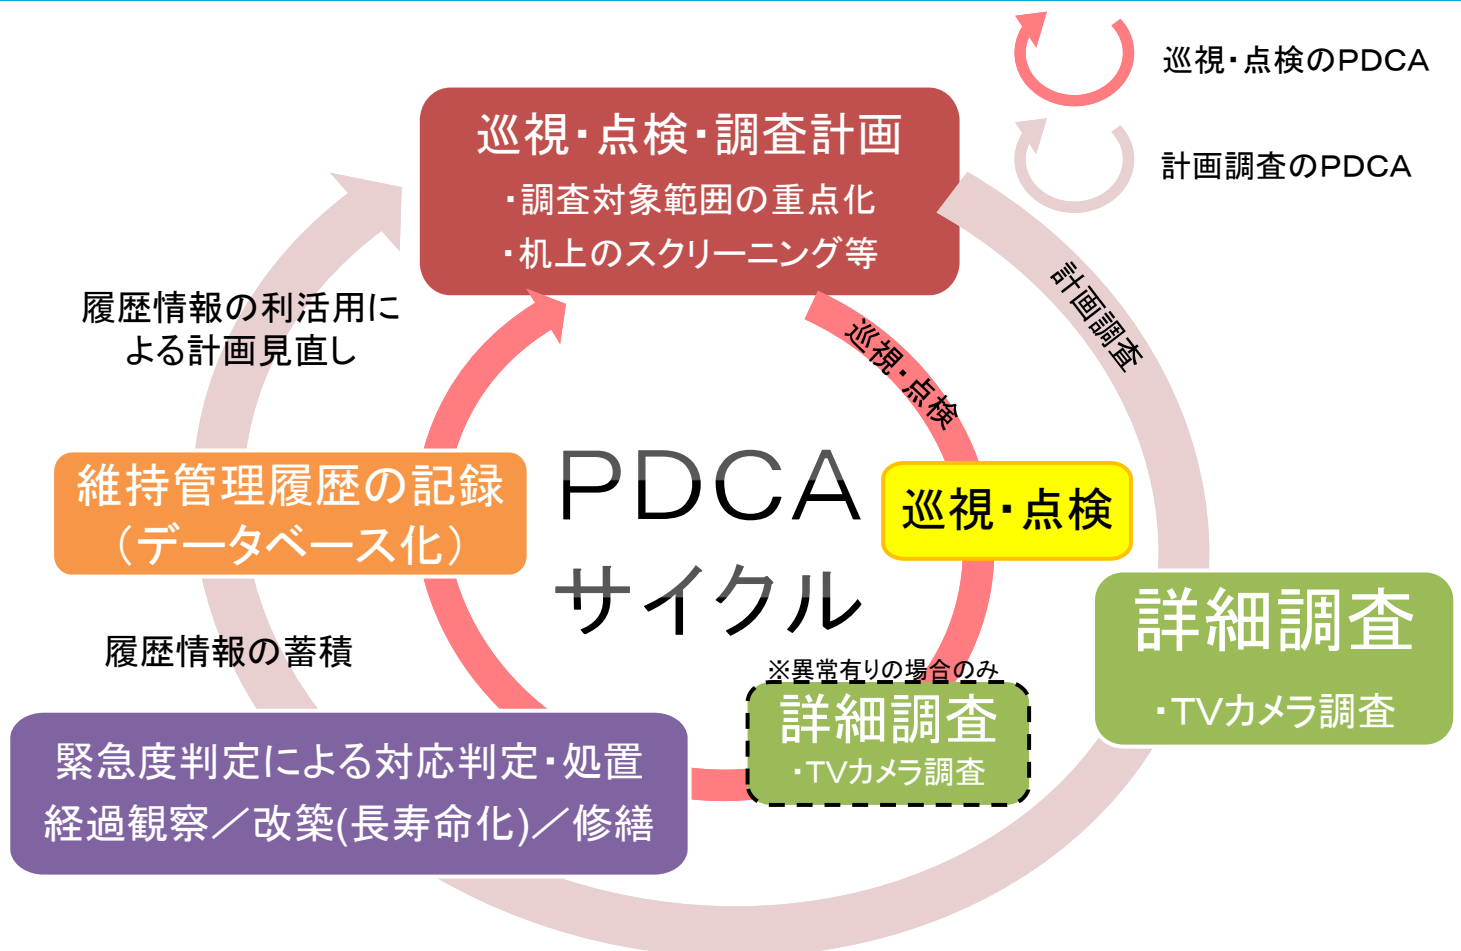 巡視・点検のPDCA
計画調査のPDCA
巡視・点検・調査計画
・調査対象範囲の重点化
・机上のスクリーニング等
計画調査
巡視・点検
履歴情報の利活用に
よる計画見直し
維持管理履歴の記録
（データベース化）
PDCA
サイクル
巡視・点検
詳細調査
・TVカメラ調査
※異常有りの場合のみ
詳細調査
・TVカメラ調査
履歴情報の蓄積
緊急度判定による対応判定・処置
経過観察／改築(長寿命化)／修繕